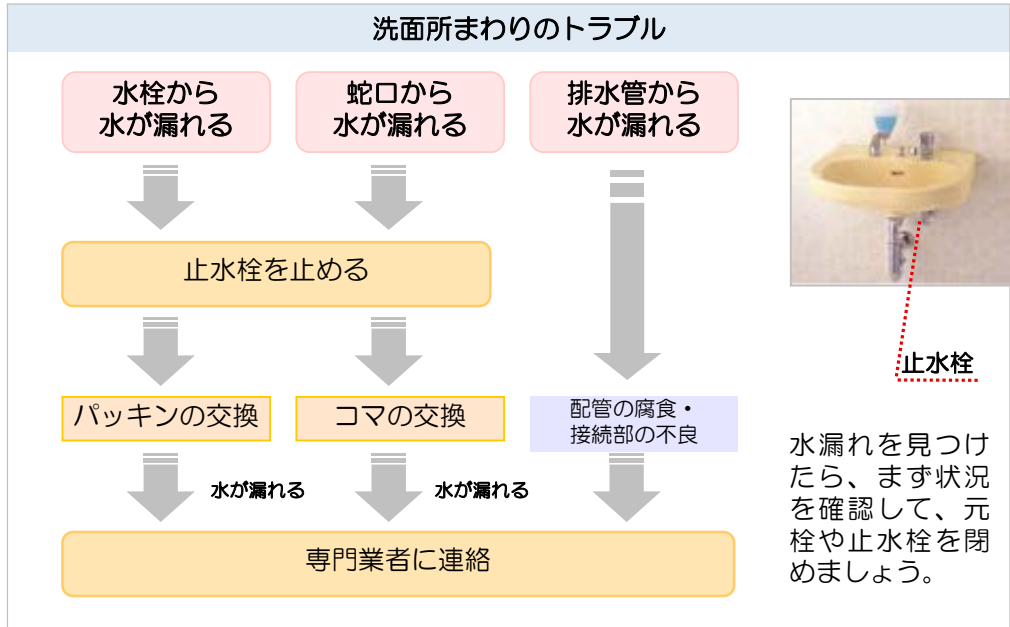 洗面所まわりのトラブル
水栓から
水が漏れる
蛇口から
水が漏れる
排水管から
水が漏れる
止水栓を止める
パッキンの交換
コマの交換
配管の腐食・
接続部の不良
水が漏れる
水が漏れる
専門業者に連絡
止水栓
水漏れを見つけ
たら、まず状況
を確認して、元
栓や止水栓を閉
めましょう。